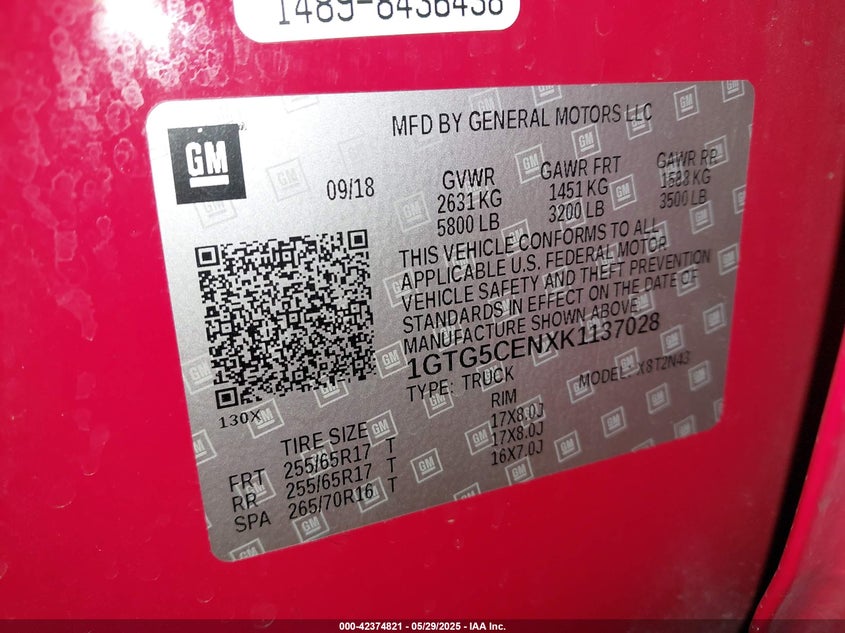 1489-8436438
GM
MFD BY GENERAL MOTORS LLC
09/18
GVWR
2631 KG
5800 LB
GAWR FRT
1451 KG
3200 LB
GAWR RR
1588 KG
3500 LB
THIS VEHICLE CONFORMS TO ALL
APPLICABLE U.S. FEDERAL MOTOR
VEHICLE SAFETY AND THEFT PREVENTION
STANDARDS IN EFFECT ON THE DATE OF
MANUFACTURE SHOWN ABOVE.
1GTG5CENXK1137028
TYPE: TRUCK
MODEL: X8T2N43
130X
TIRE SIZE
RIM
FRT 255/65R17 T 17X8.0J
RR 255/65R17 T 17X8.0J
SPA 265/70R16 T 16X7.0J
000-42374821 | 05/29/2025 - IAA Inc.